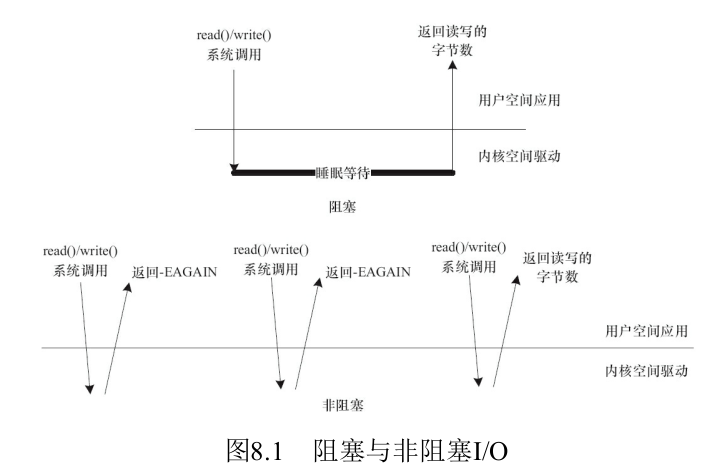 read()/write()
系统调用
返回读写的
字节数
用户空间应用
内核空间驱动
睡眠等待
阻塞
read()/write()
系统调用
返回-EAGAIN
read()/write()
系统调用
返回-EAGAIN
read()/write()
系统调用
返回读写的
字节数
用户空间应用
内核空间驱动
非阻塞
图8.1 阻塞与非阻塞I/O